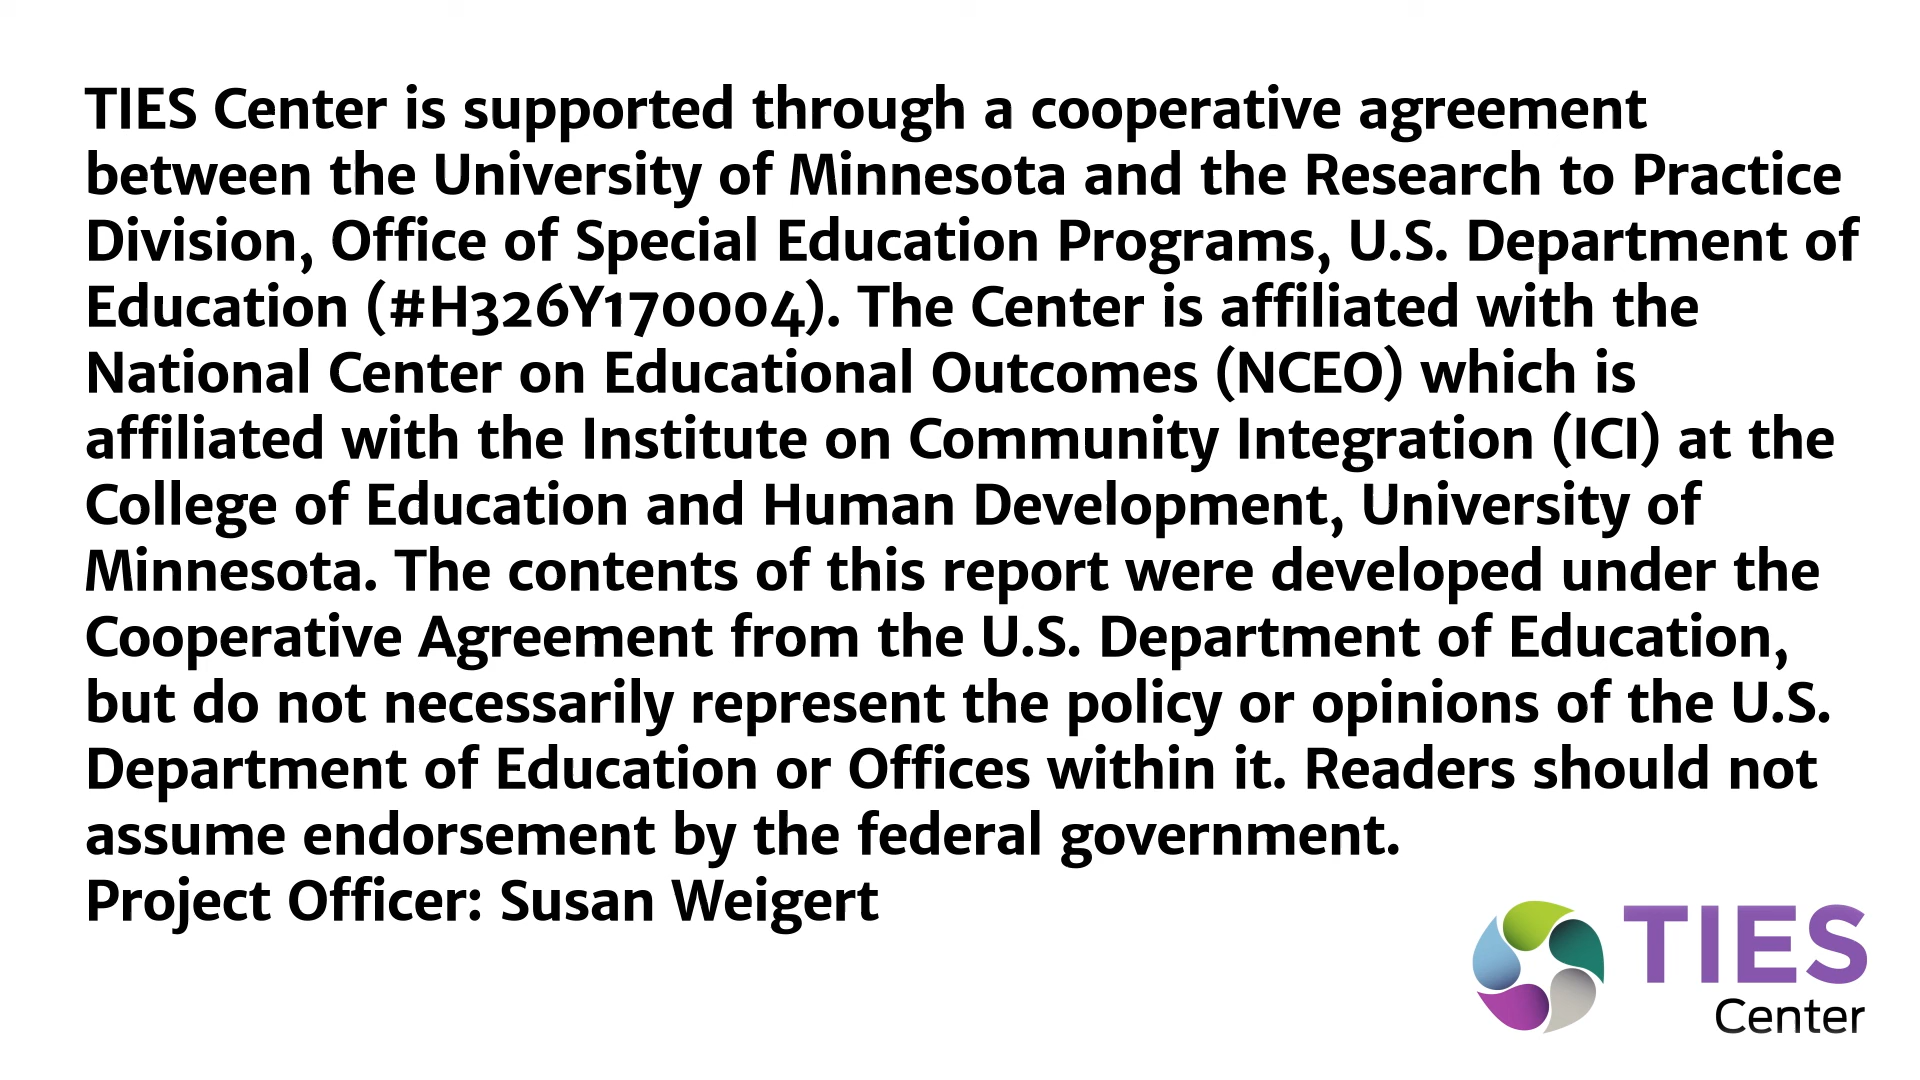 TIES Center is supported through a cooperative agreement
between the University of Minnesota and the Research to Practice
Division, Office of Special Education Programs, U.S. Department of
Education (#H326Y170004). The Center is affiliated with the
National Center on Educational Outcomes (NCEO) which is
affiliated with the Institute on Community Integration (ICI) at the
College of Education and Human Development, University of
Minnesota. The contents of this report were developed under the
Cooperative Agreement from the U.S. Department of Education,
but do not necessarily represent the policy or opinions of the U.S.
Department of Education or Offices within it. Readers should not
assume endorsement by the federal government.
Project Officer: Susan Weigert
TIES
Center